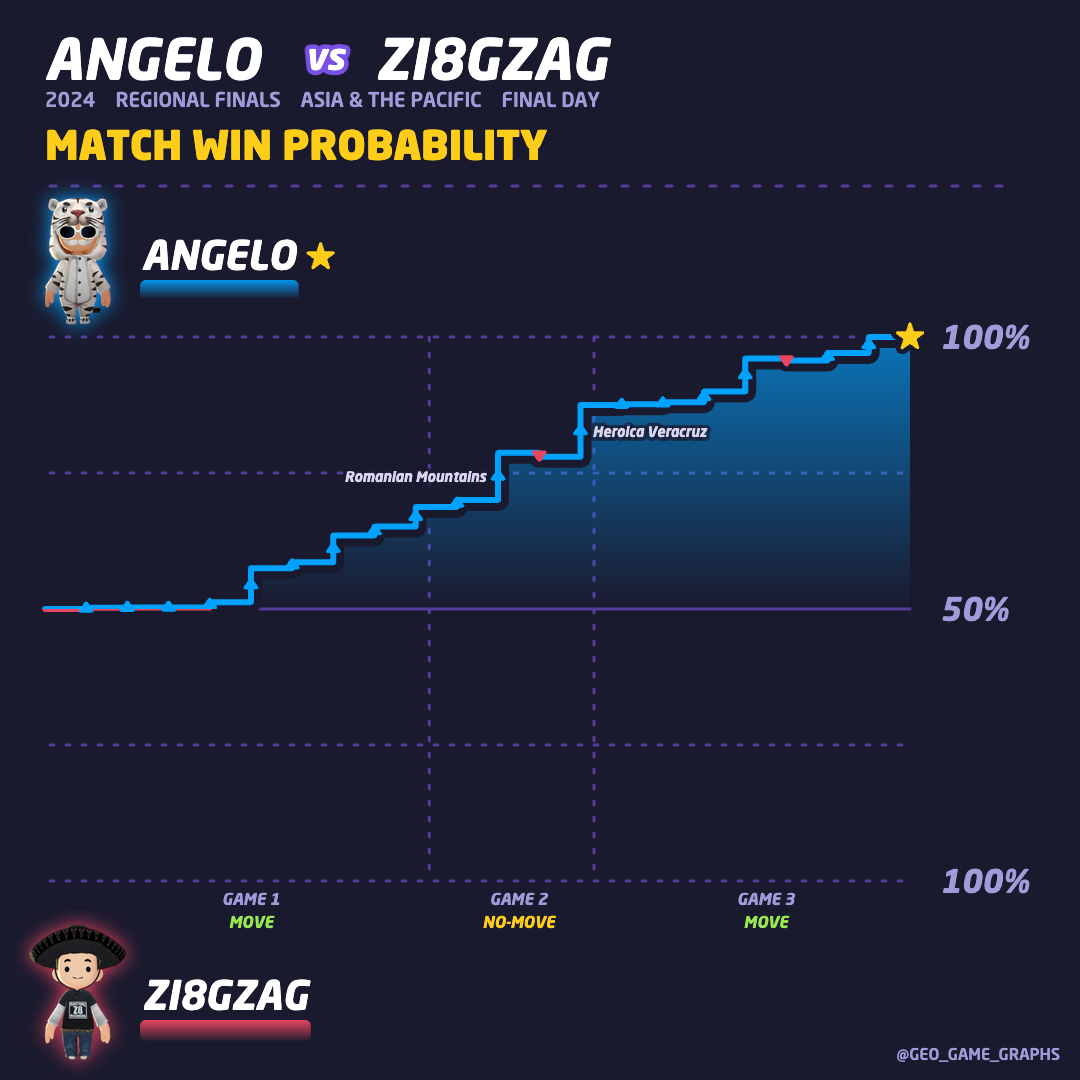 ANGELO VS ZI8GZAG
2024 REGIONAL FINALS ASIA & THE PACIFIC FINAL DAY
MATCH WIN PROBABILITY
ANGELO
100%
Heroica Veracruz
Romanian Mountains
50%
100%
GAME 1 GAME 2 GAME 3
MOVE NO-MOVE MOVE
Z8
ZI8GZAG
@GEO_GAME_GRAPHS